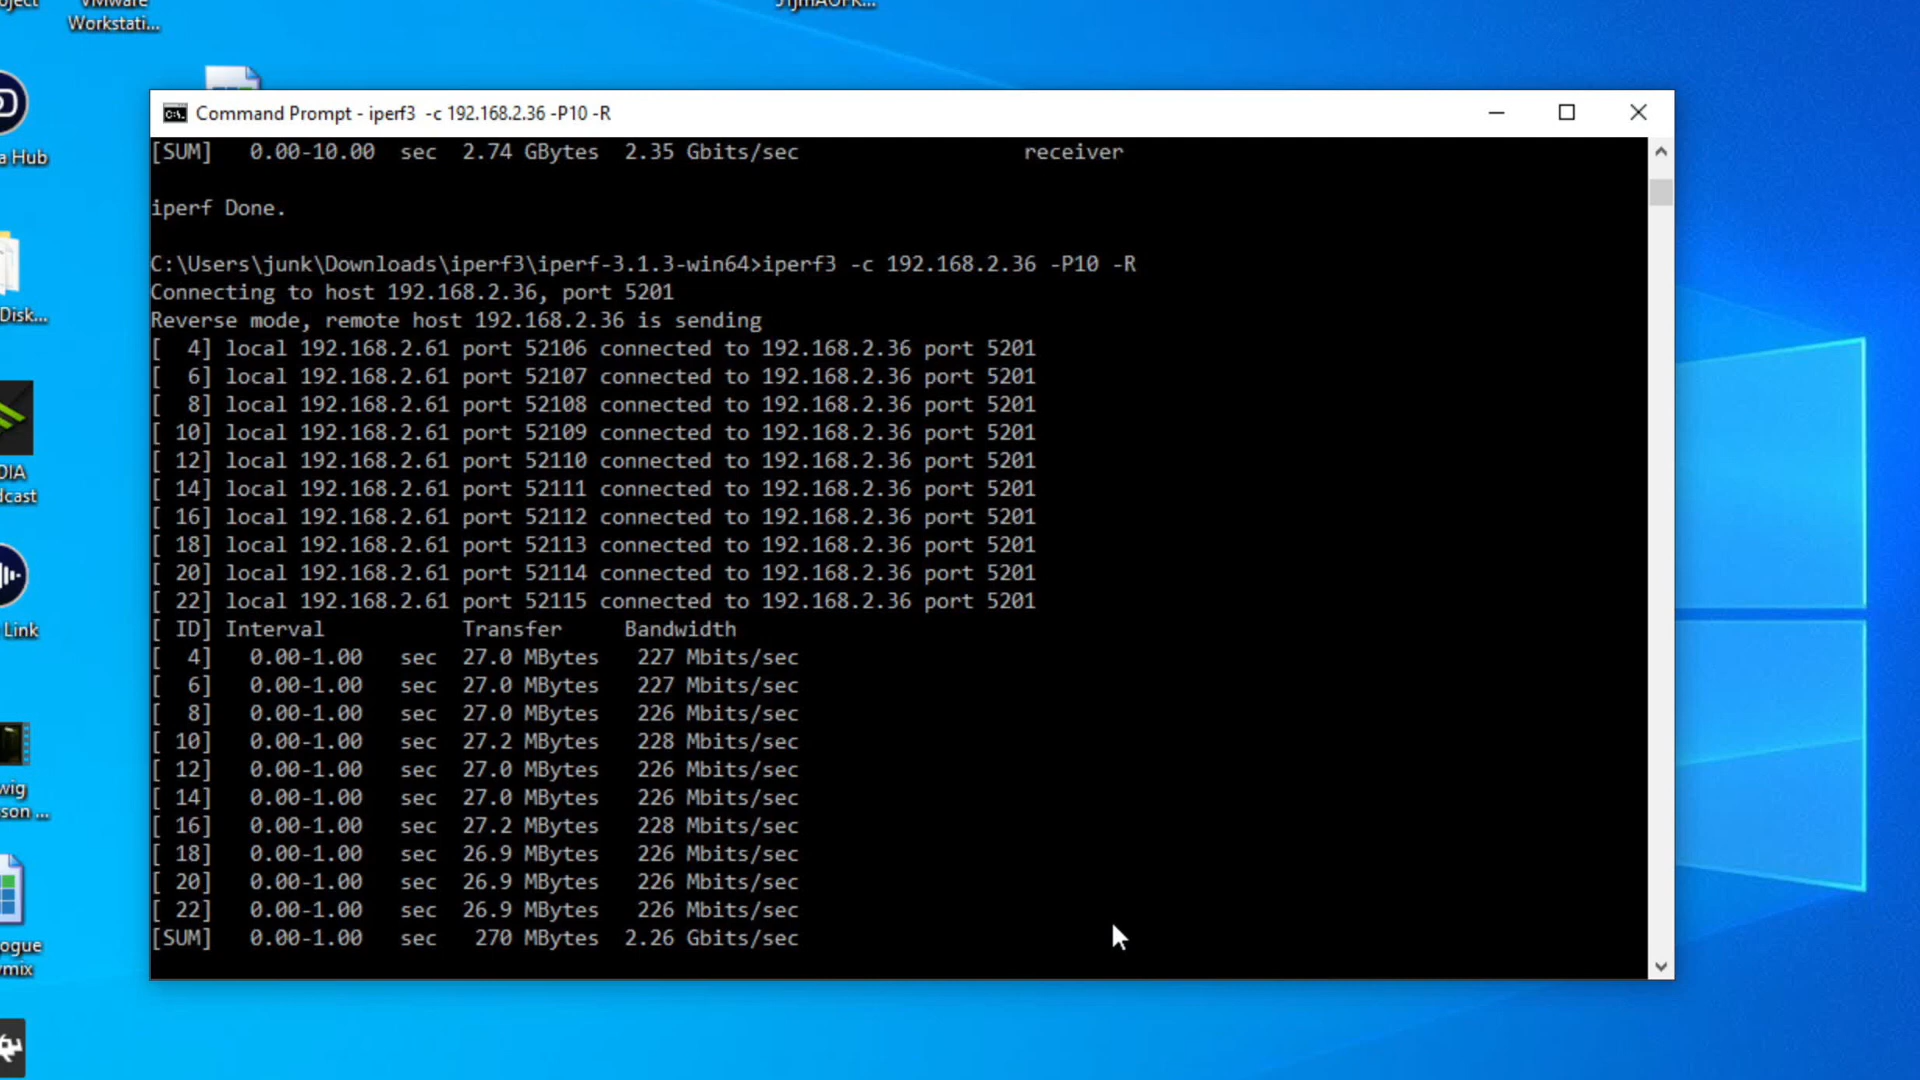 VMware
Workstati...
a Hub
Disk...
DIA
dcast
Link
wig
son ...
ogue
mix
Command Prompt - iperf3 -c 192.168.2.36 -P10 -R
[SUM] 0.00-10.00 sec 2.74 GBytes 2.35 Gbits/sec receiver
iperf Done.
C:\Users\junk\Downloads\iperf3\iperf-3.1.3-win64>iperf3 -c 192.168.2.36 -P10 -R
Connecting to host 192.168.2.36, port 5201
Reverse mode, remote host 192.168.2.36 is sending
[ 4] local 192.168.2.61 port 52106 connected to 192.168.2.36 port 5201
[ 6] local 192.168.2.61 port 52107 connected to 192.168.2.36 port 5201
[ 8] local 192.168.2.61 port 52108 connected to 192.168.2.36 port 5201
[ 10] local 192.168.2.61 port 52109 connected to 192.168.2.36 port 5201
[ 12] local 192.168.2.61 port 52110 connected to 192.168.2.36 port 5201
[ 14] local 192.168.2.61 port 52111 connected to 192.168.2.36 port 5201
[ 16] local 192.168.2.61 port 52112 connected to 192.168.2.36 port 5201
[ 18] local 192.168.2.61 port 52113 connected to 192.168.2.36 port 5201
[ 20] local 192.168.2.61 port 52114 connected to 192.168.2.36 port 5201
[ 22] local 192.168.2.61 port 52115 connected to 192.168.2.36 port 5201
[ ID] Interval Transfer Bandwidth
[ 4] 0.00-1.00 sec 27.0 MBytes 227 Mbits/sec
[ 6] 0.00-1.00 sec 27.0 MBytes 227 Mbits/sec
[ 8] 0.00-1.00 sec 27.0 MBytes 226 Mbits/sec
[ 10] 0.00-1.00 sec 27.2 MBytes 228 Mbits/sec
[ 12] 0.00-1.00 sec 27.0 MBytes 226 Mbits/sec
[ 14] 0.00-1.00 sec 27.0 MBytes 226 Mbits/sec
[ 16] 0.00-1.00 sec 27.2 MBytes 228 Mbits/sec
[ 18] 0.00-1.00 sec 26.9 MBytes 226 Mbits/sec
[ 20] 0.00-1.00 sec 26.9 MBytes 226 Mbits/sec
[ 22] 0.00-1.00 sec 26.9 MBytes 226 Mbits/sec
[SUM] 0.00-1.00 sec 270 MBytes 2.26 Gbits/sec